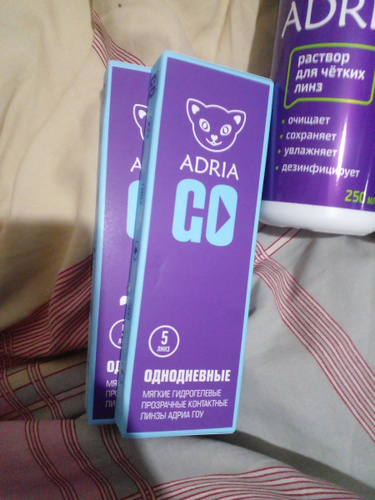 ADRIA
GO
5
ЛИНЗ
ОДНОДНЕВНЫЕ
МЯГКИЕ ГИДРОГЕЛЕВЫЕ
ПРОЗРАЧНЫЕ КОНТАКТНЫЕ
ЛИНЗЫ АДРИА ГОУ
ADRI
раствор
для чётких
линз
• очищает
• сохраняет
• увлажняет
• дезинфицирует
250 мл